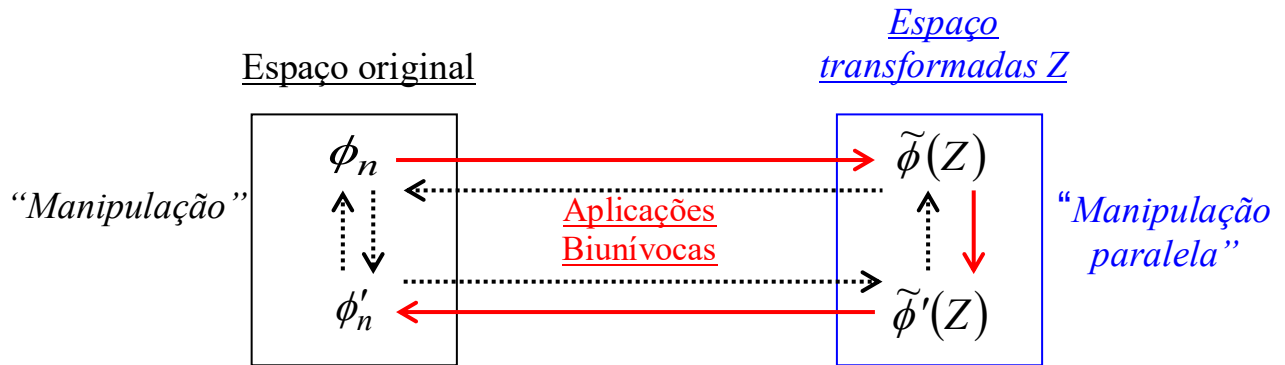 Espaço original
Espaço
transformadas Z
ϕₙ
ϕ̃(Z)
“Manipulação”
Aplicações
Biunívocas
“Manipulação
paralela”
ϕ′ₙ
ϕ̃′(Z)